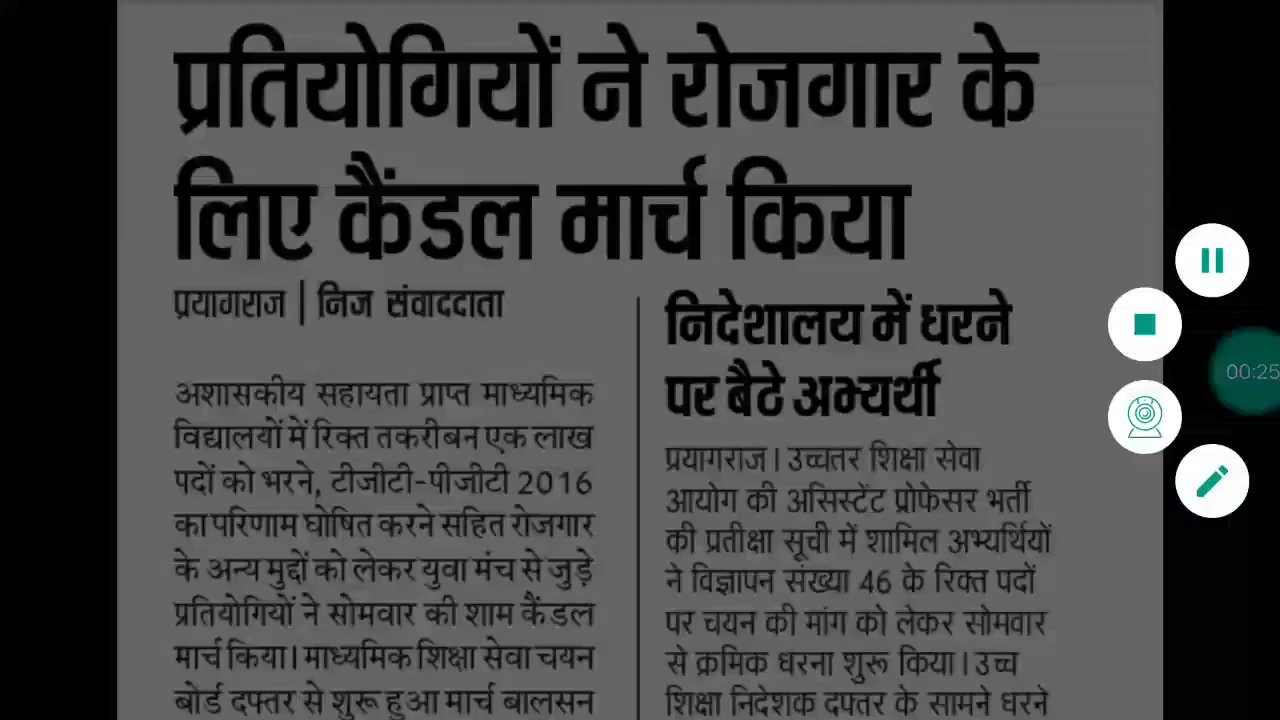 प्रतियोगियों ने रोजगार के
लिए कैंडल मार्च किया
प्रयागराज | निज संवाददाता
अशासकीय सहायता प्राप्त माध्यमिक
विद्यालयों में रिक्त तकरीबन एक लाख
पदों को भरने, टीजीटी-पीजीटी 2016
का परिणाम घोषित करने सहित रोजगार
के अन्य मुद्दों को लेकर युवा मंच से जुड़े
प्रतियोगियों ने सोमवार की शाम कैंडल
मार्च किया। माध्यमिक शिक्षा सेवा चयन
बोर्ड दफ्तर से शुरू हुआ मार्च बालसन
निदेशालय में धरने
पर बैठे अभ्यर्थी
प्रयागराज। उच्चतर शिक्षा सेवा
आयोग की असिस्टेंट प्रोफेसर भर्ती
की प्रतीक्षा सूची में शामिल अभ्यर्थियों
ने विज्ञापन संख्या 46 के रिक्त पदों
पर चयन की मांग को लेकर सोमवार
से क्रमिक धरना शुरू किया। उच्च
शिक्षा निदेशक दफ्तर के सामने धरने
00:25